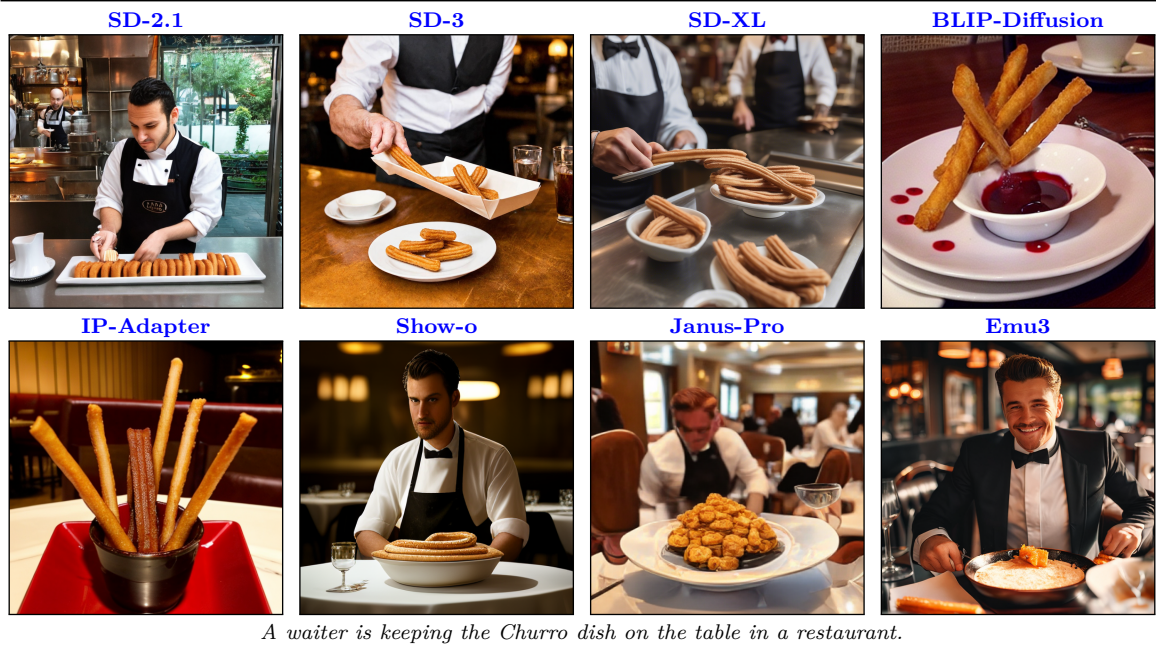 SD-2.1 SD-3 SD-XL BLIP-Diffusion
IP-Adapter Show-o Janus-Pro Emu3
A waiter is keeping the Churro dish on the table in a restaurant.